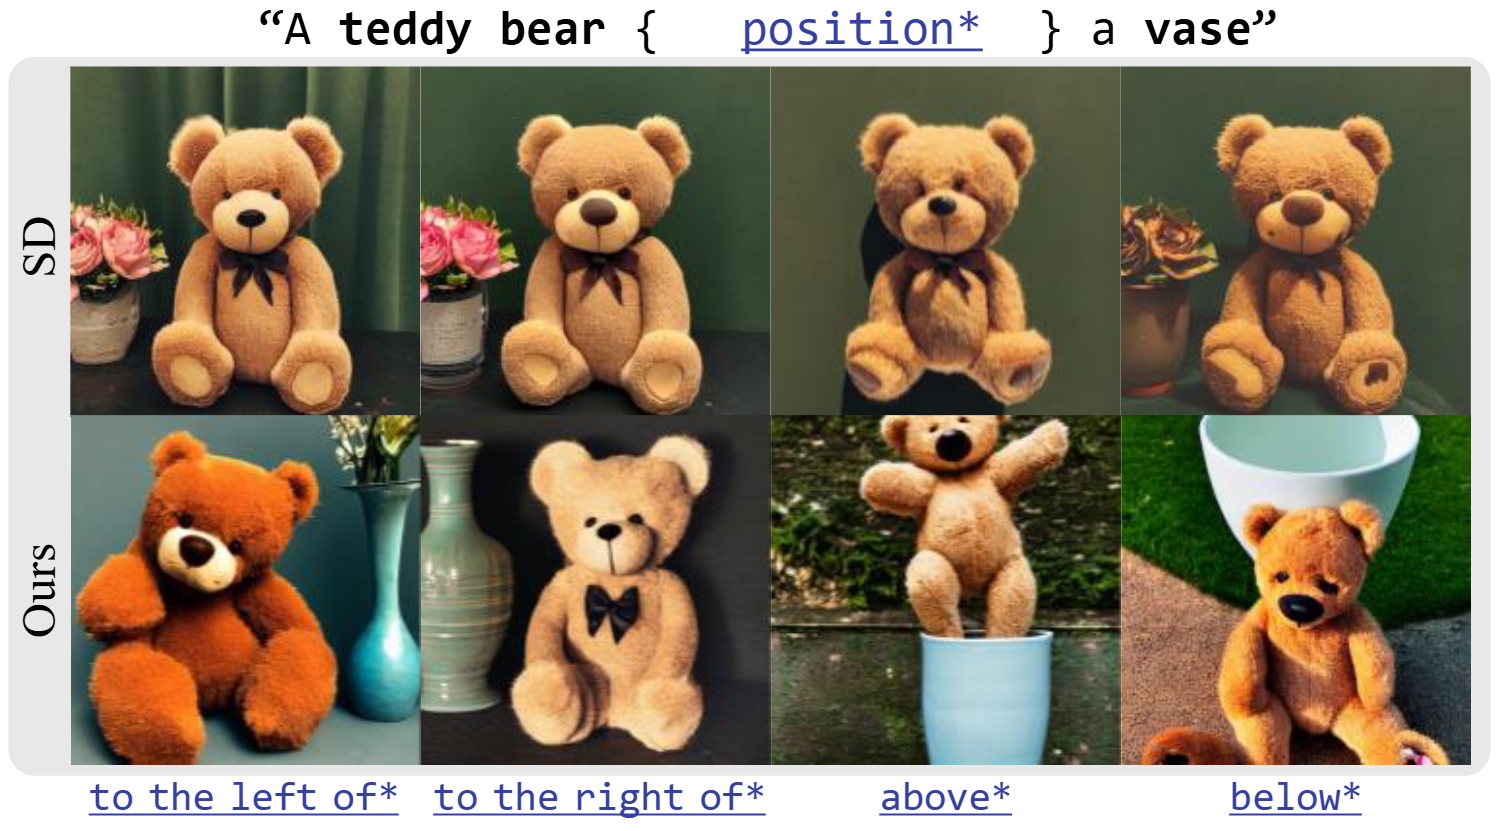 “A teddy bear { position* } a vase”
SD
Ours
to the left of* to the right of* above* below*